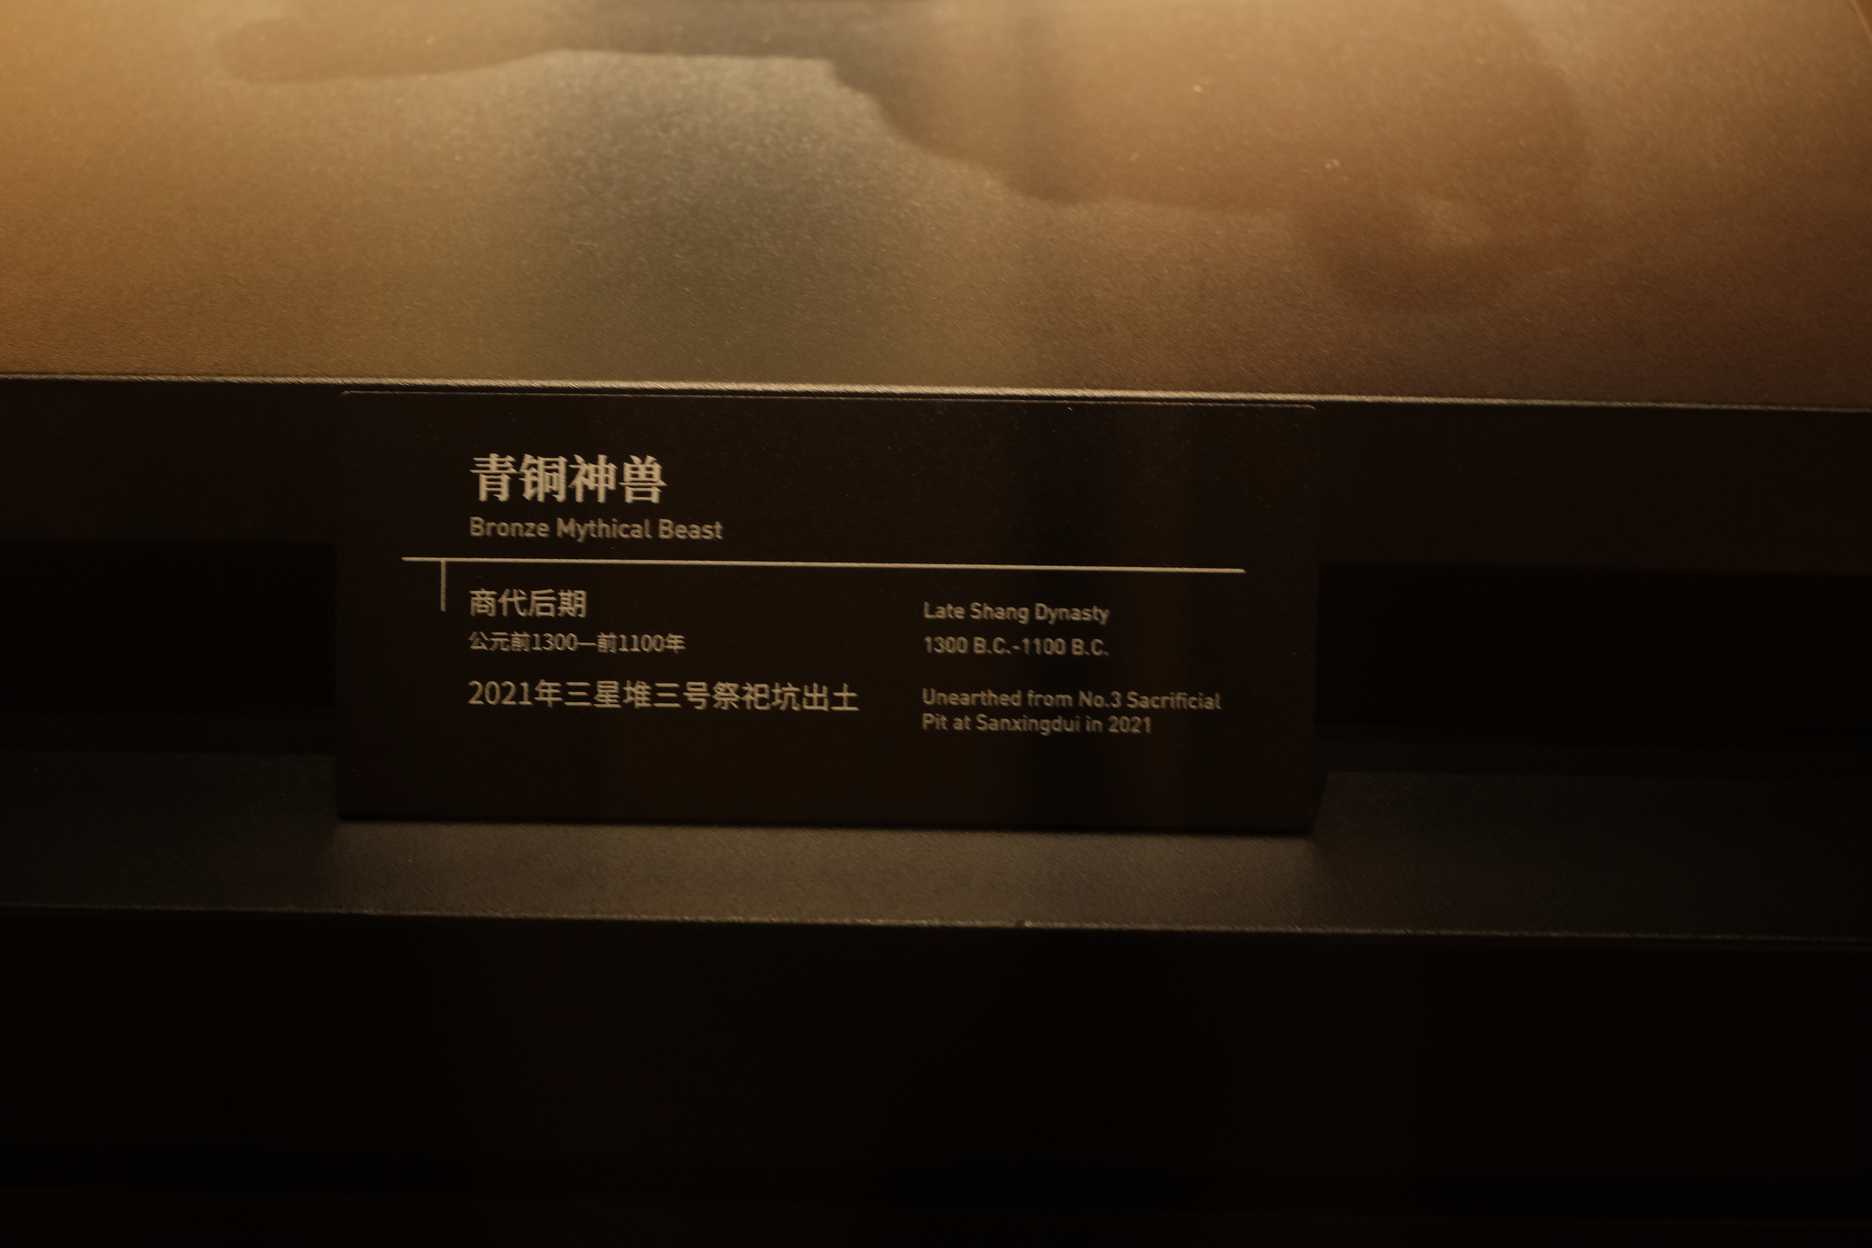 青铜神兽
Bronze Mythical Beast
商代后期
公元前1300—前1100年
2021年三星堆三号祭祀坑出土
Late Shang Dynasty
1300 B.C.-1100 B.C.
Unearthed from No.3 Sacrificial
Pit at Sanxingdui in 2021